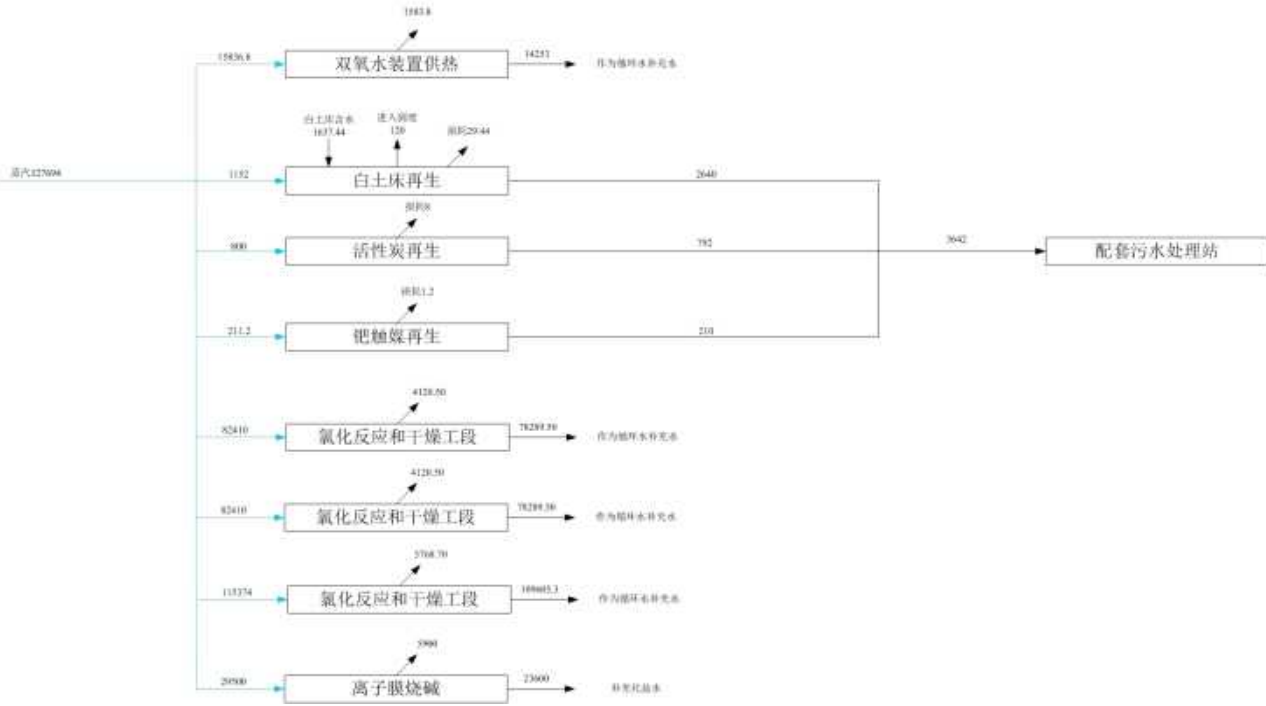 1583.8
15836.8
双氧水装置供热
14253
作为循环水补充水
白土床含水
1637.44
进入润塔
120
损耗29.44
蒸汽327694
1152
白土床再生
2640
损耗8
800
活性炭再生
792
3642
配套污水处理站
损耗1.2
211.2
钯触媒再生
210
4120.50
82410
氯化反应和干燥工段
78289.50
作为循环水补充水
4120.50
82410
氯化反应和干燥工段
78289.50
作为循环水补充水
5768.70
115374
氯化反应和干燥工段
109605.3
作为循环水补充水
5900
29500
离子膜烧碱
23600
补充化盐水